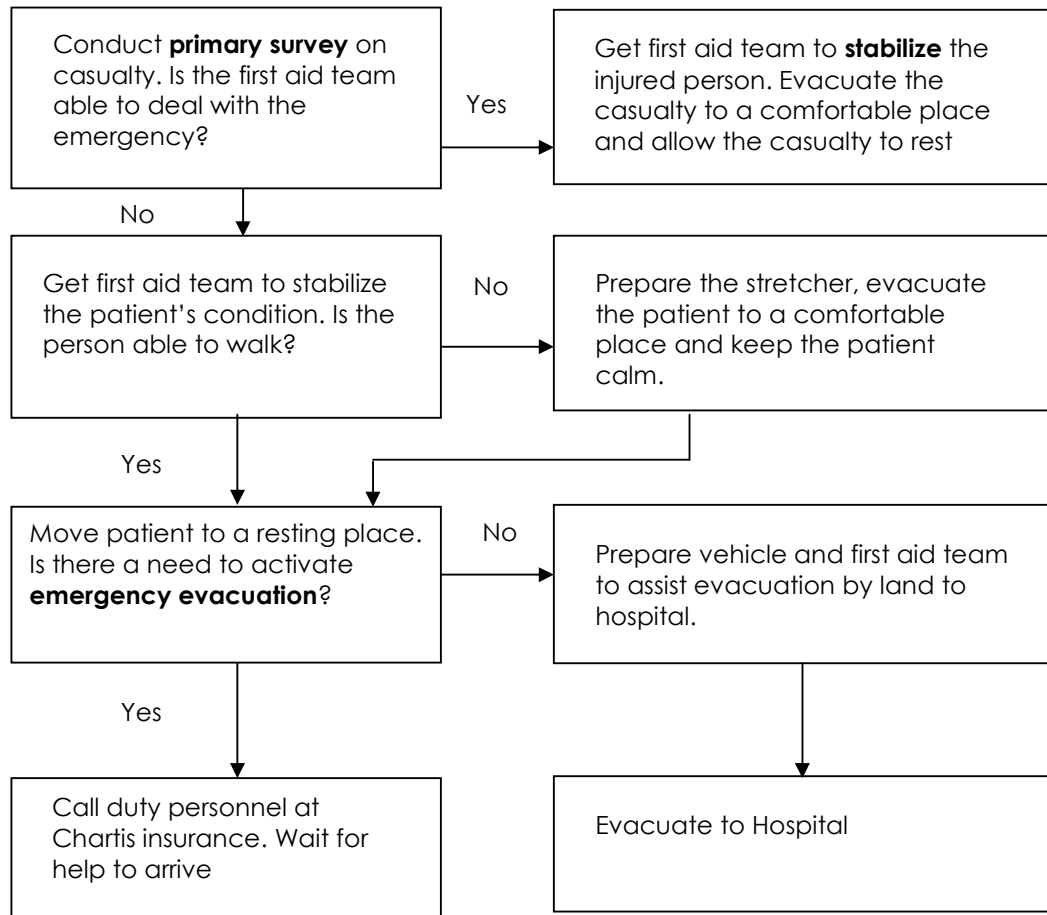 Conduct primary survey on
casualty. Is the first aid team
able to deal with the
emergency?
Yes
Get first aid team to stabilize the
injured person. Evacuate the
casualty to a comfortable place
and allow the casualty to rest
No
Get first aid team to stabilize
the patient’s condition. Is the
person able to walk?
No
Prepare the stretcher, evacuate
the patient to a comfortable
place and keep the patient
calm.
Yes
Move patient to a resting place.
Is there a need to activate
emergency evacuation?
No
Prepare vehicle and first aid team
to assist evacuation by land to
hospital.
Yes
Call duty personnel at
Chartis insurance. Wait for
help to arrive
Evacuate to Hospital